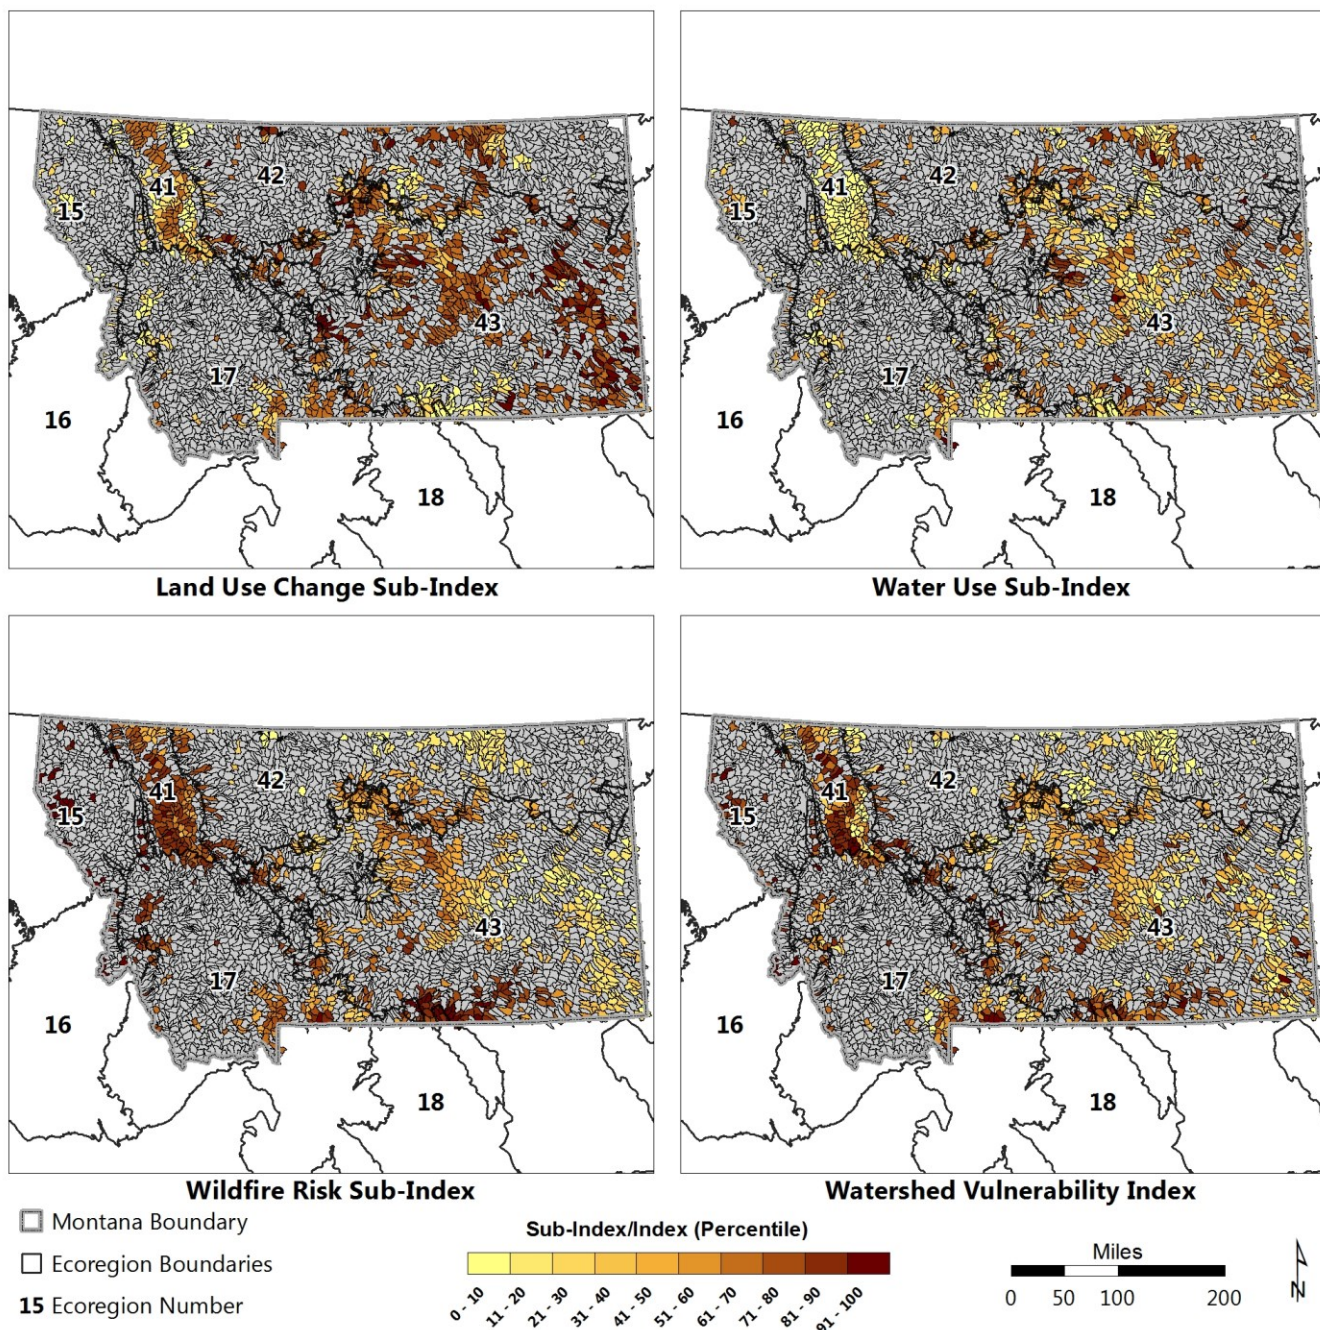 41
42
15
43
17
16
18
Land Use Change Sub-Index
41
42
15
43
17
16
18
Water Use Sub-Index
41
42
15
43
17
16
18
Wildfire Risk Sub-Index
41
42
15
43
17
16
18
Watershed Vulnerability Index
Montana Boundary
Ecoregion Boundaries
15 Ecoregion Number
Sub-Index/Index (Percentile)
0 - 10
11 - 20
21 - 30
31 - 40
41 - 50
51 - 60
61 - 70
71 - 80
81 - 90
91 - 100
Miles
0 50 100 200
N